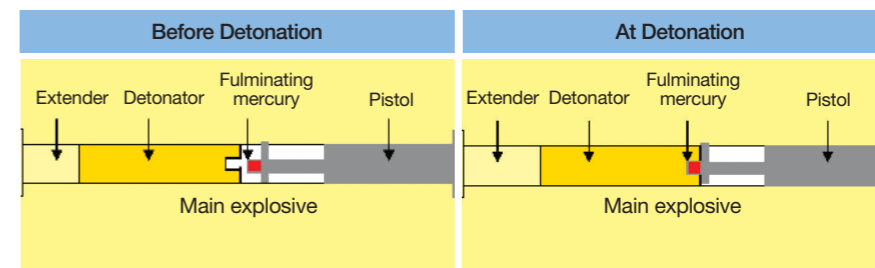 Before Detonation
Extender
Detonator
Fulminating
mercury
Pistol
Main explosive
At Detonation
Extender
Detonator
Fulminating
mercury
Pistol
Main explosive